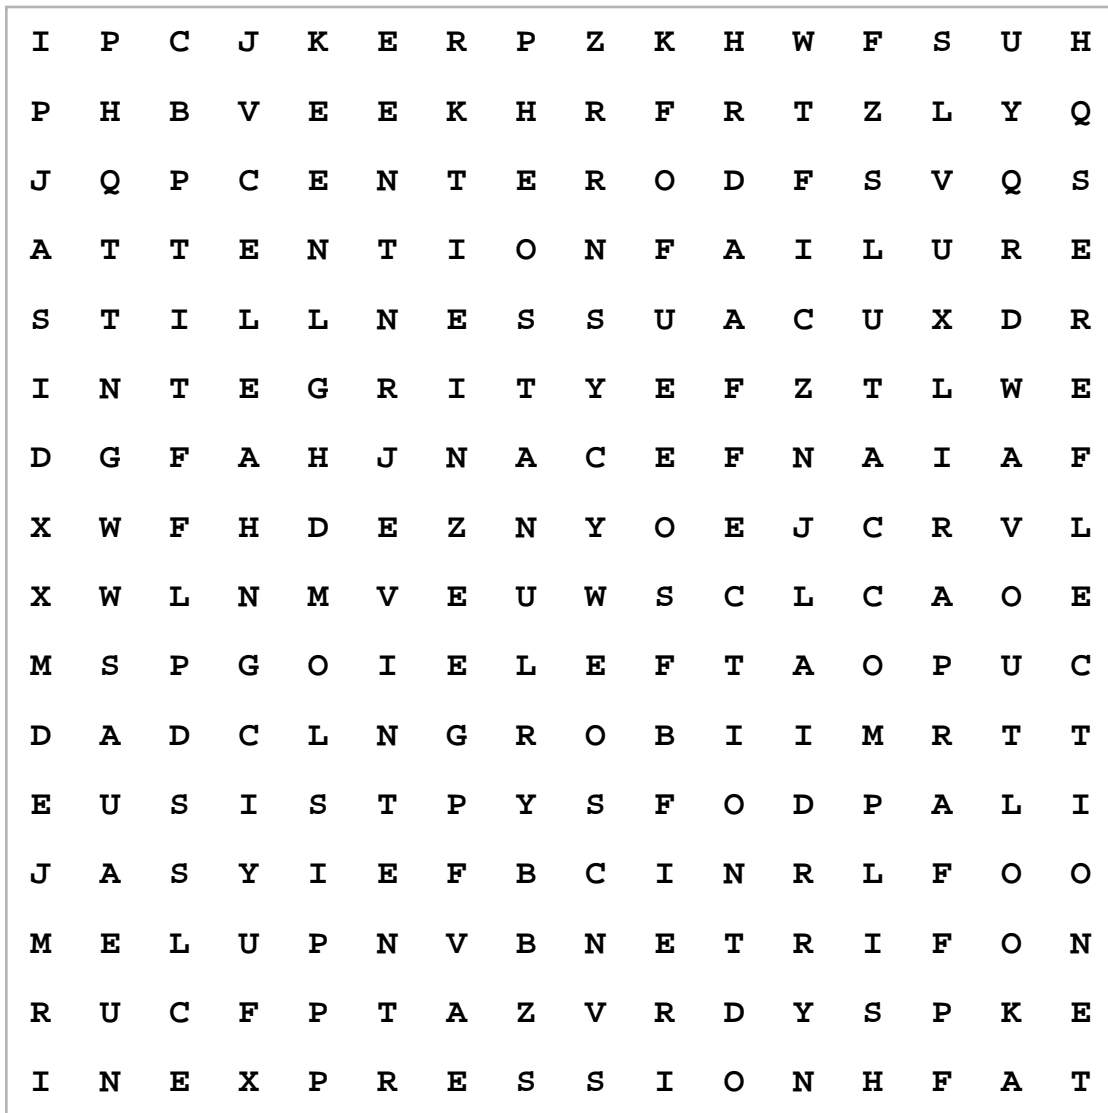 I P C J K E R P Z K H W F S U H
P H B V E E K H R F R T Z L Y Q
J Q P C E N T E R O D F S V Q S
A T T E N T I O N F A I L U R E
S T I L L N E S S U A C U X D R
I N T E G R I T Y E F Z T L W E
D G F A H J N A C E F N A I A F
X W F H D E Z N Y O E J C R V L
X W L N M V E U W S C L C A O E
M S P G O I E L E F T A O P U C
D A D C L N G R O B I I M R T T
E U S I S T P Y S F O D P A L I
J A S Y I E F B C I N R L F O O
M E L U P N V B N E T R I F O N
R U C F P T A Z V R D Y S P K E
I N E X P R E S S I O N H F A T